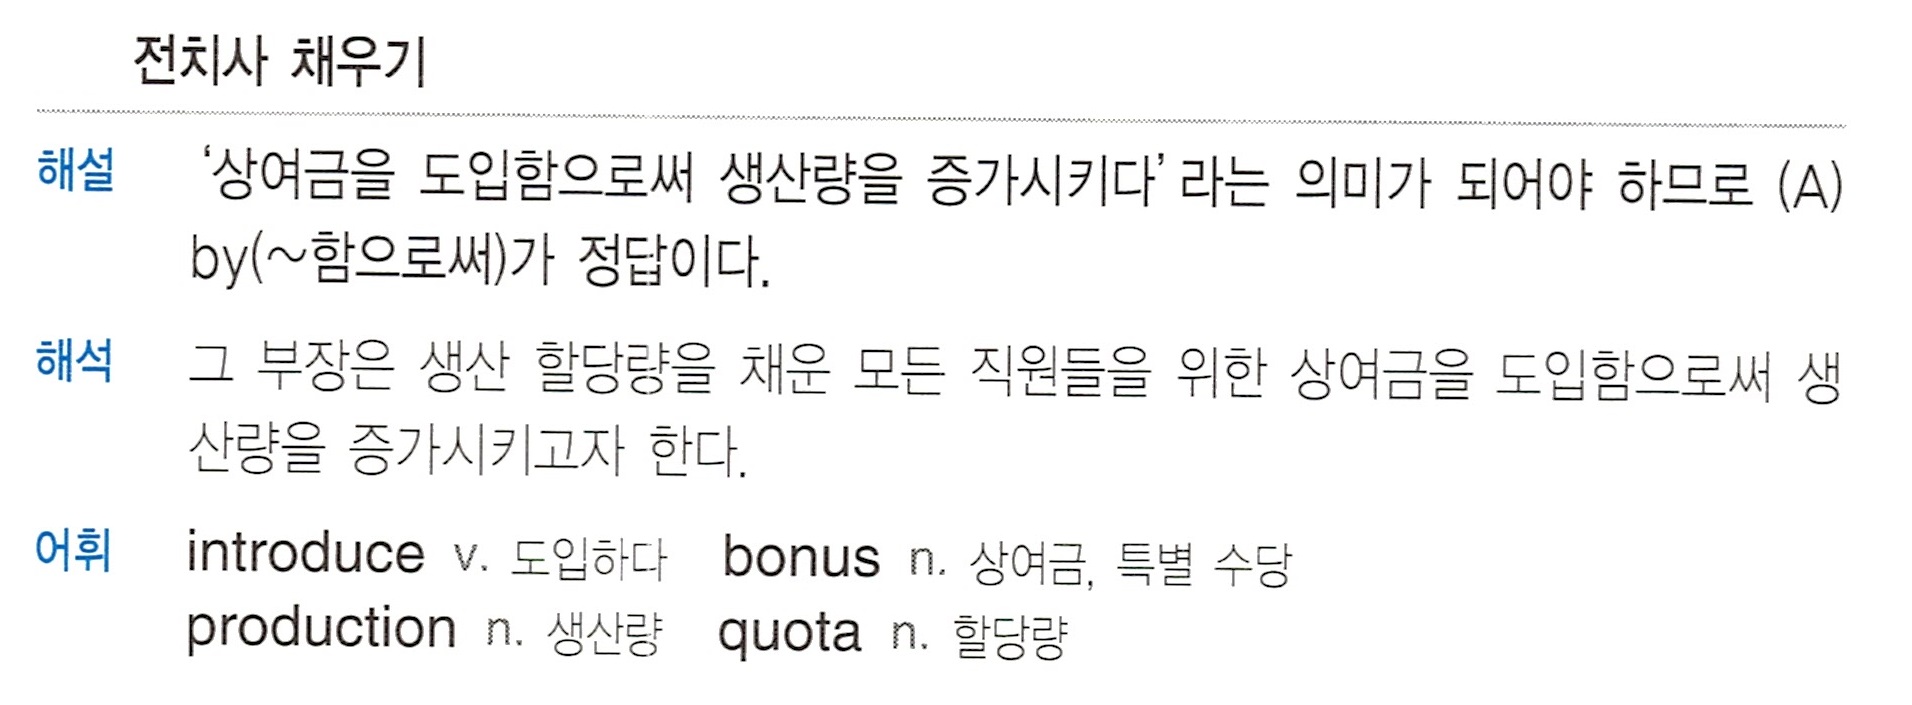 전치사 채우기
해설 '상여금을 도입함으로써 생산량을 증가시키다' 라는 의미가 되어야 하므로 (A)
by(~함으로써)가 정답이다.
해석 그 부장은 생산 할당량을 채운 모든 직원들을 위한 상여금을 도입함으로써 생
산량을 증가시키고자 한다.
어휘 introduce v. 도입하다 bonus n. 상여금, 특별 수당
production n. 생산량 quota n. 할당량